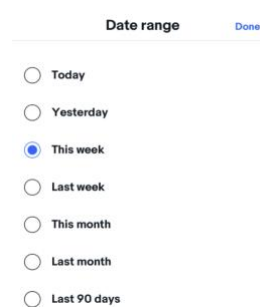 Date range Done
Today
Yesterday
This week
Last week
This month
Last month
Last 90 days